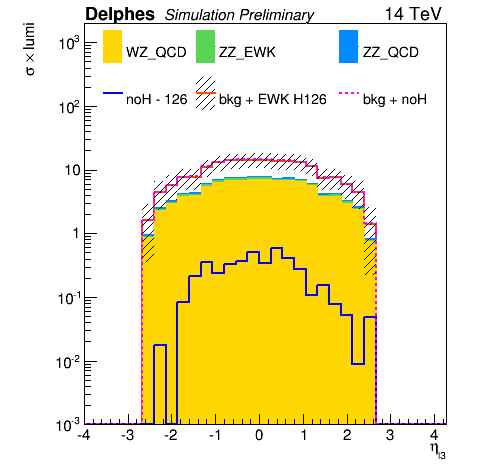 Delphes Simulation Preliminary 14 TeV
σ × lumi
WZ_QCD ZZ_EWK ZZ_QCD
noH - 126 bkg + EWK H126 bkg + noH
10³
10²
10
1
10⁻¹
10⁻²
10⁻³
-4 -3 -2 -1 0 1 2 3 4
η_l3